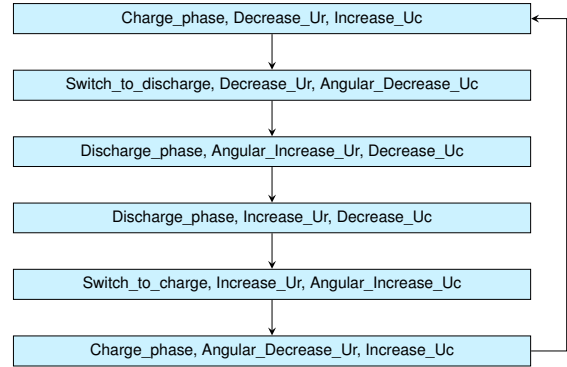 Charge_phase, Decrease_Ur, Increase_Uc
Switch_to_discharge, Decrease_Ur, Angular_Decrease_Uc
Discharge_phase, Angular_Increase_Ur, Decrease_Uc
Discharge_phase, Increase_Ur, Decrease_Uc
Switch_to_charge, Increase_Ur, Angular_Increase_Uc
Charge_phase, Angular_Decrease_Ur, Increase_Uc